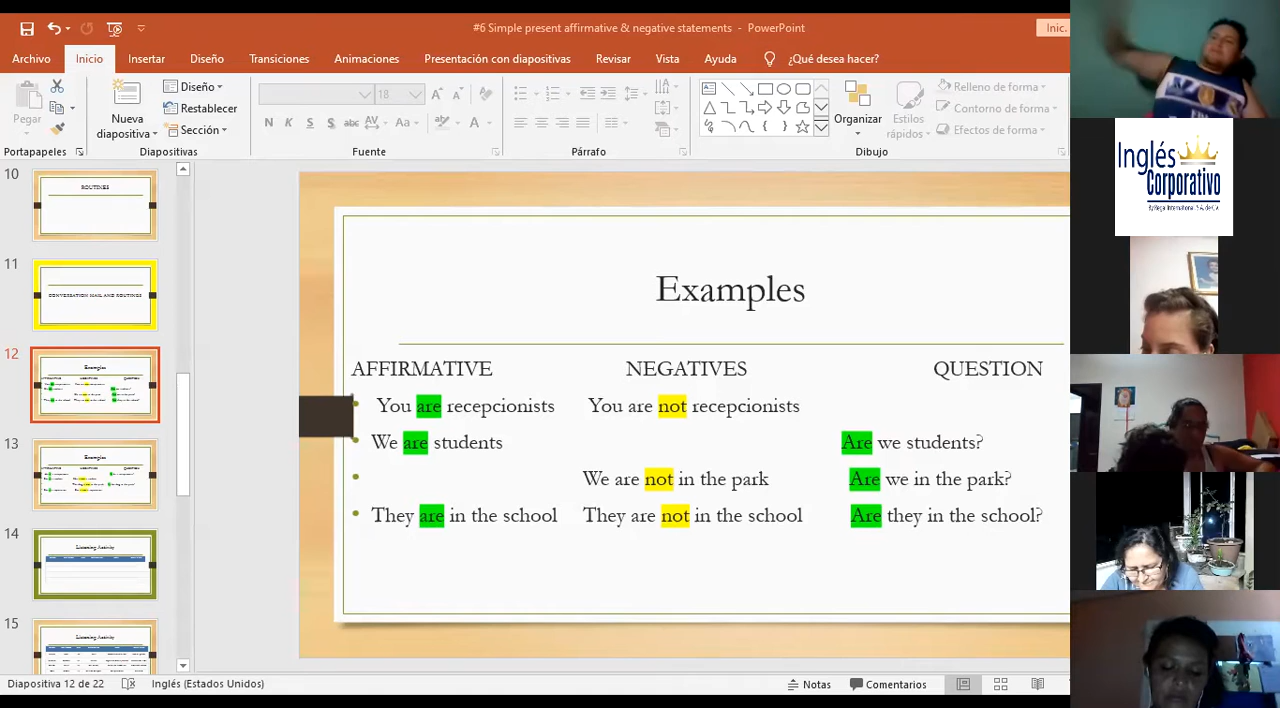 #6 Simple present affirmative & negative statements - PowerPoint
Inic.
Archivo Inicio Insertar Diseño Transiciones Animaciones Presentación con diapositivas Revisar Vista Ayuda ¿Qué desea hacer?
Pegar
Nueva diapositiva
Diseño
Restablecer
Sección
18
N K S S abc AV Aa A
Organizar
Estilos rápidos
Relleno de forma
Contorno de forma
Efectos de forma
Portapapeles Diapositivas Fuente Párrafo Dibujo
10
ROUTINES
11
CONVERSATION MAIL AND ROUTINES
12
Examples
13
Examples
14
Listening Activity
15
Listening Activity
Examples
AFFIRMATIVE NEGATIVES QUESTION
• You are recepcionists You are not recepcionists
• We are students Are we students?
• We are not in the park Are we in the park?
• They are in the school They are not in the school Are they in the school?
Diapositiva 12 de 22 Inglés (Estados Unidos) Notas Comentarios
Inglés
Corporativo